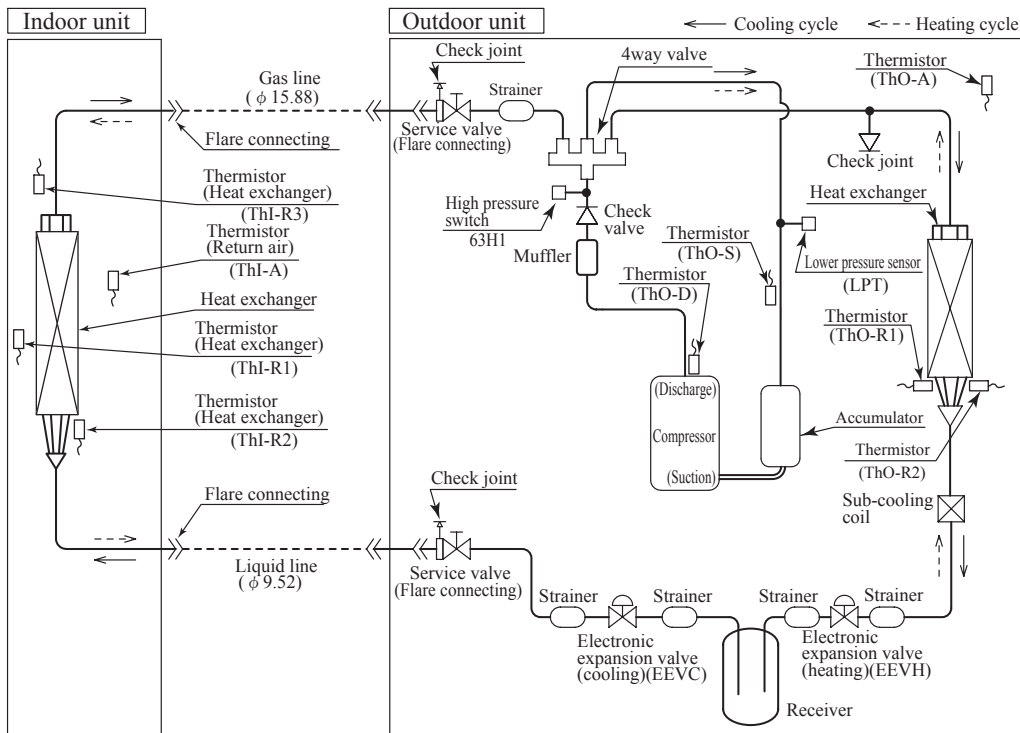 Indoor unit
Outdoor unit
Cooling cycle
Heating cycle
Check joint
4way valve
Thermistor
(ThO-A)
Gas line
( φ 15.88)
Strainer
Service valve
(Flare connecting)
Flare connecting
Check joint
Thermistor
(Heat exchanger)
(ThI-R3)
High pressure
switch
63H1
Check
valve
Heat exchanger
Thermistor
(Return air)
(ThI-A)
Muffler
Thermistor
(ThO-S)
Lower pressure sensor
(LPT)
Thermistor
(ThO-D)
Heat exchanger
Thermistor
(Heat exchanger)
(ThI-R1)
Thermistor
(ThO-R1)
(Discharge)
Compressor
(Suction)
Accumulator
Thermistor
(Heat exchanger)
(ThI-R2)
Thermistor
(ThO-R2)
Check joint
Flare connecting
Sub-cooling
coil
Liquid line
( φ 9.52)
Service valve
(Flare connecting)
Strainer
Strainer
Strainer
Strainer
Electronic
expansion valve
(cooling)(EEVC)
Electronic
expansion valve
(heating)(EEVH)
Receiver